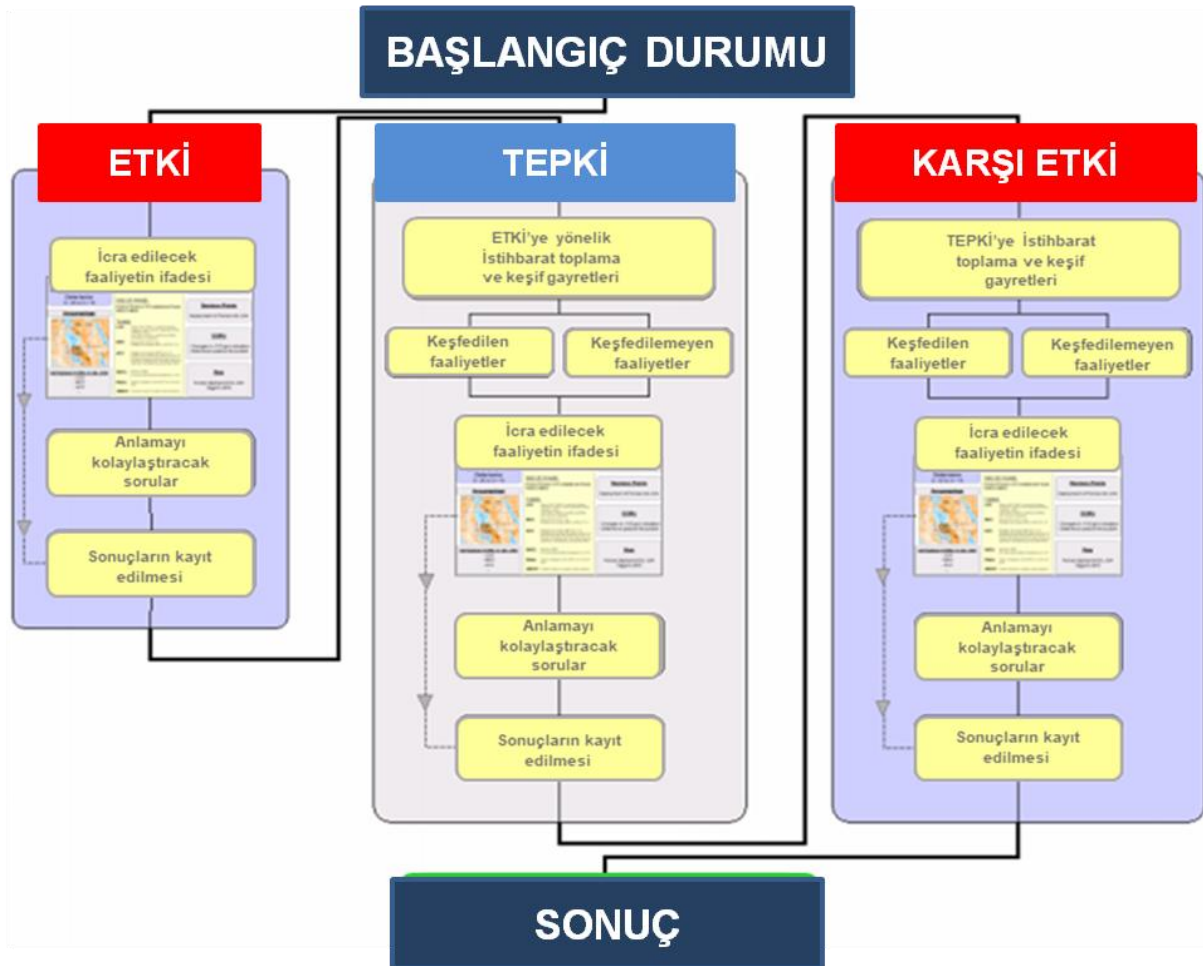 BAŞLANGIÇ DURUMU
ETKİ
İcra edilecek
faaliyetin ifadesi
Anlamayı
kolaylaştıracak
sorular
Sonuçların kayıt
edilmesi
TEPKİ
ETKİ'ye yönelik
İstihbarat toplama
ve keşif gayretleri
Keşfedilen
faaliyetler
Keşfedilemeyen
faaliyetler
İcra edilecek
faaliyetin ifadesi
Anlamayı
kolaylaştıracak
sorular
Sonuçların kayıt
edilmesi
KARŞI ETKİ
TEPKİ'ye İstihbarat
toplama ve keşif
gayretleri
Keşfedilen
faaliyetler
Keşfedilemeyen
faaliyetler
İcra edilecek
faaliyetin ifadesi
Anlamayı
kolaylaştıracak
sorular
Sonuçların kayıt
edilmesi
SONUÇ